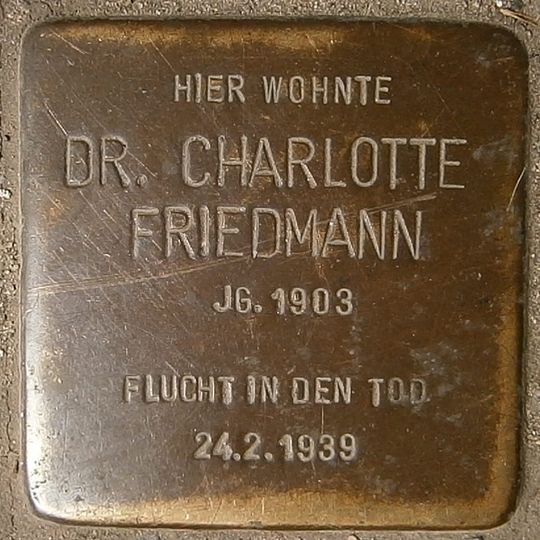 HIER WOHNTE
DR. CHARLOTTE
FRIEDMANN
JG. 1903
FLUCHT IN DEN TOD
24.2.1939